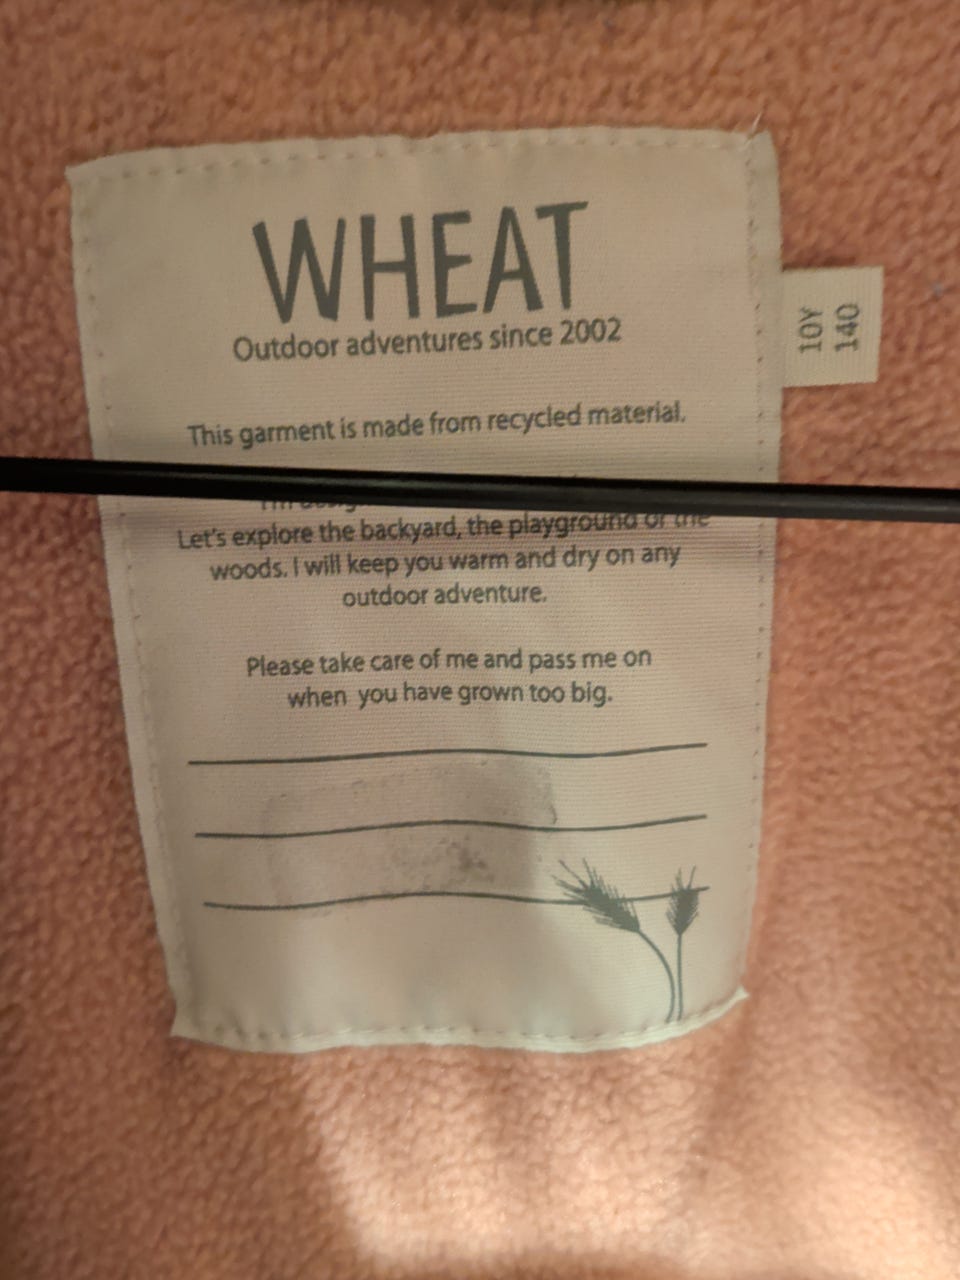 WHEAT
Outdoor adventures since 2002
10Y
140
This garment is made from recycled material.
I'm
Let's explore the backyard, the playground or the
woods. I will keep you warm and dry on any
outdoor adventure.
Please take care of me and pass me on
when you have grown too big.